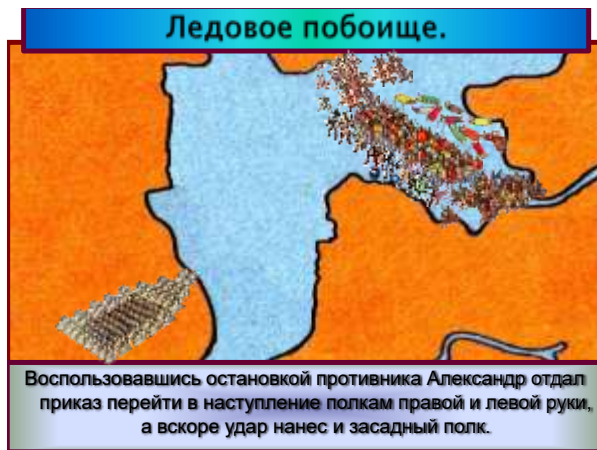 Ледовое побоище.
Воспользовавшись остановкой противника Александр отдал
приказ перейти в наступление полкам правой и левой руки,
а вскоре удар нанес и засадный полк.